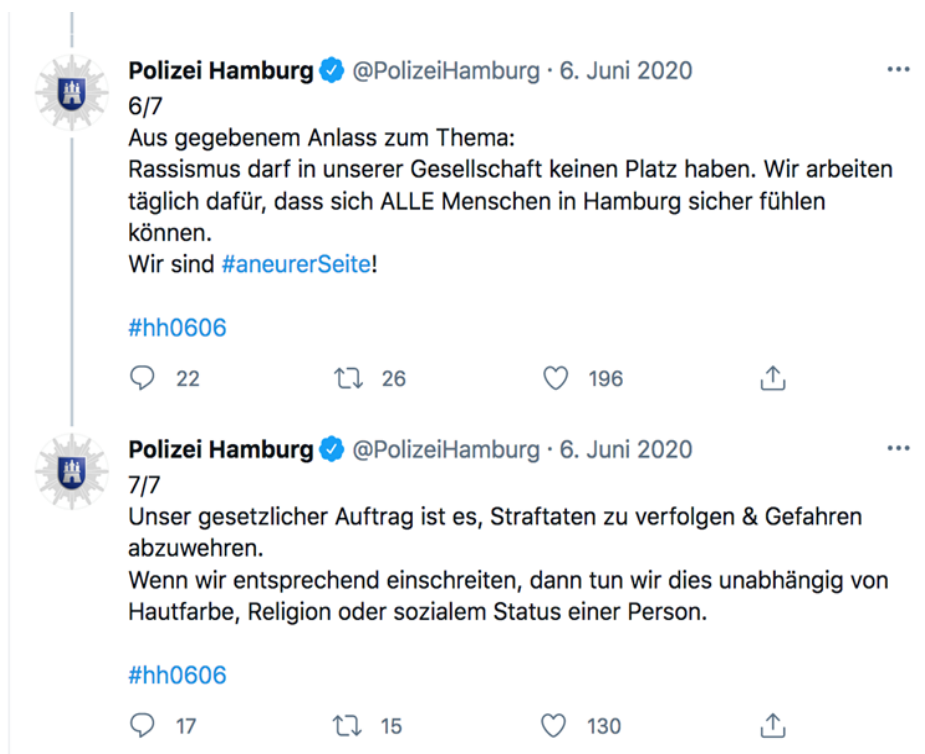 Polizei Hamburg @PolizeiHamburg · 6. Juni 2020
6/7
Aus gegebenem Anlass zum Thema:
Rassismus darf in unserer Gesellschaft keinen Platz haben. Wir arbeiten
täglich dafür, dass sich ALLE Menschen in Hamburg sicher fühlen
können.
Wir sind #aneurerSeite!
#hh0606
22 26 196
Polizei Hamburg @PolizeiHamburg · 6. Juni 2020
7/7
Unser gesetzlicher Auftrag ist es, Straftaten zu verfolgen & Gefahren
abzuwehren.
Wenn wir entsprechend einschreiten, dann tun wir dies unabhängig von
Hautfarbe, Religion oder sozialem Status einer Person.
#hh0606
17 15 130